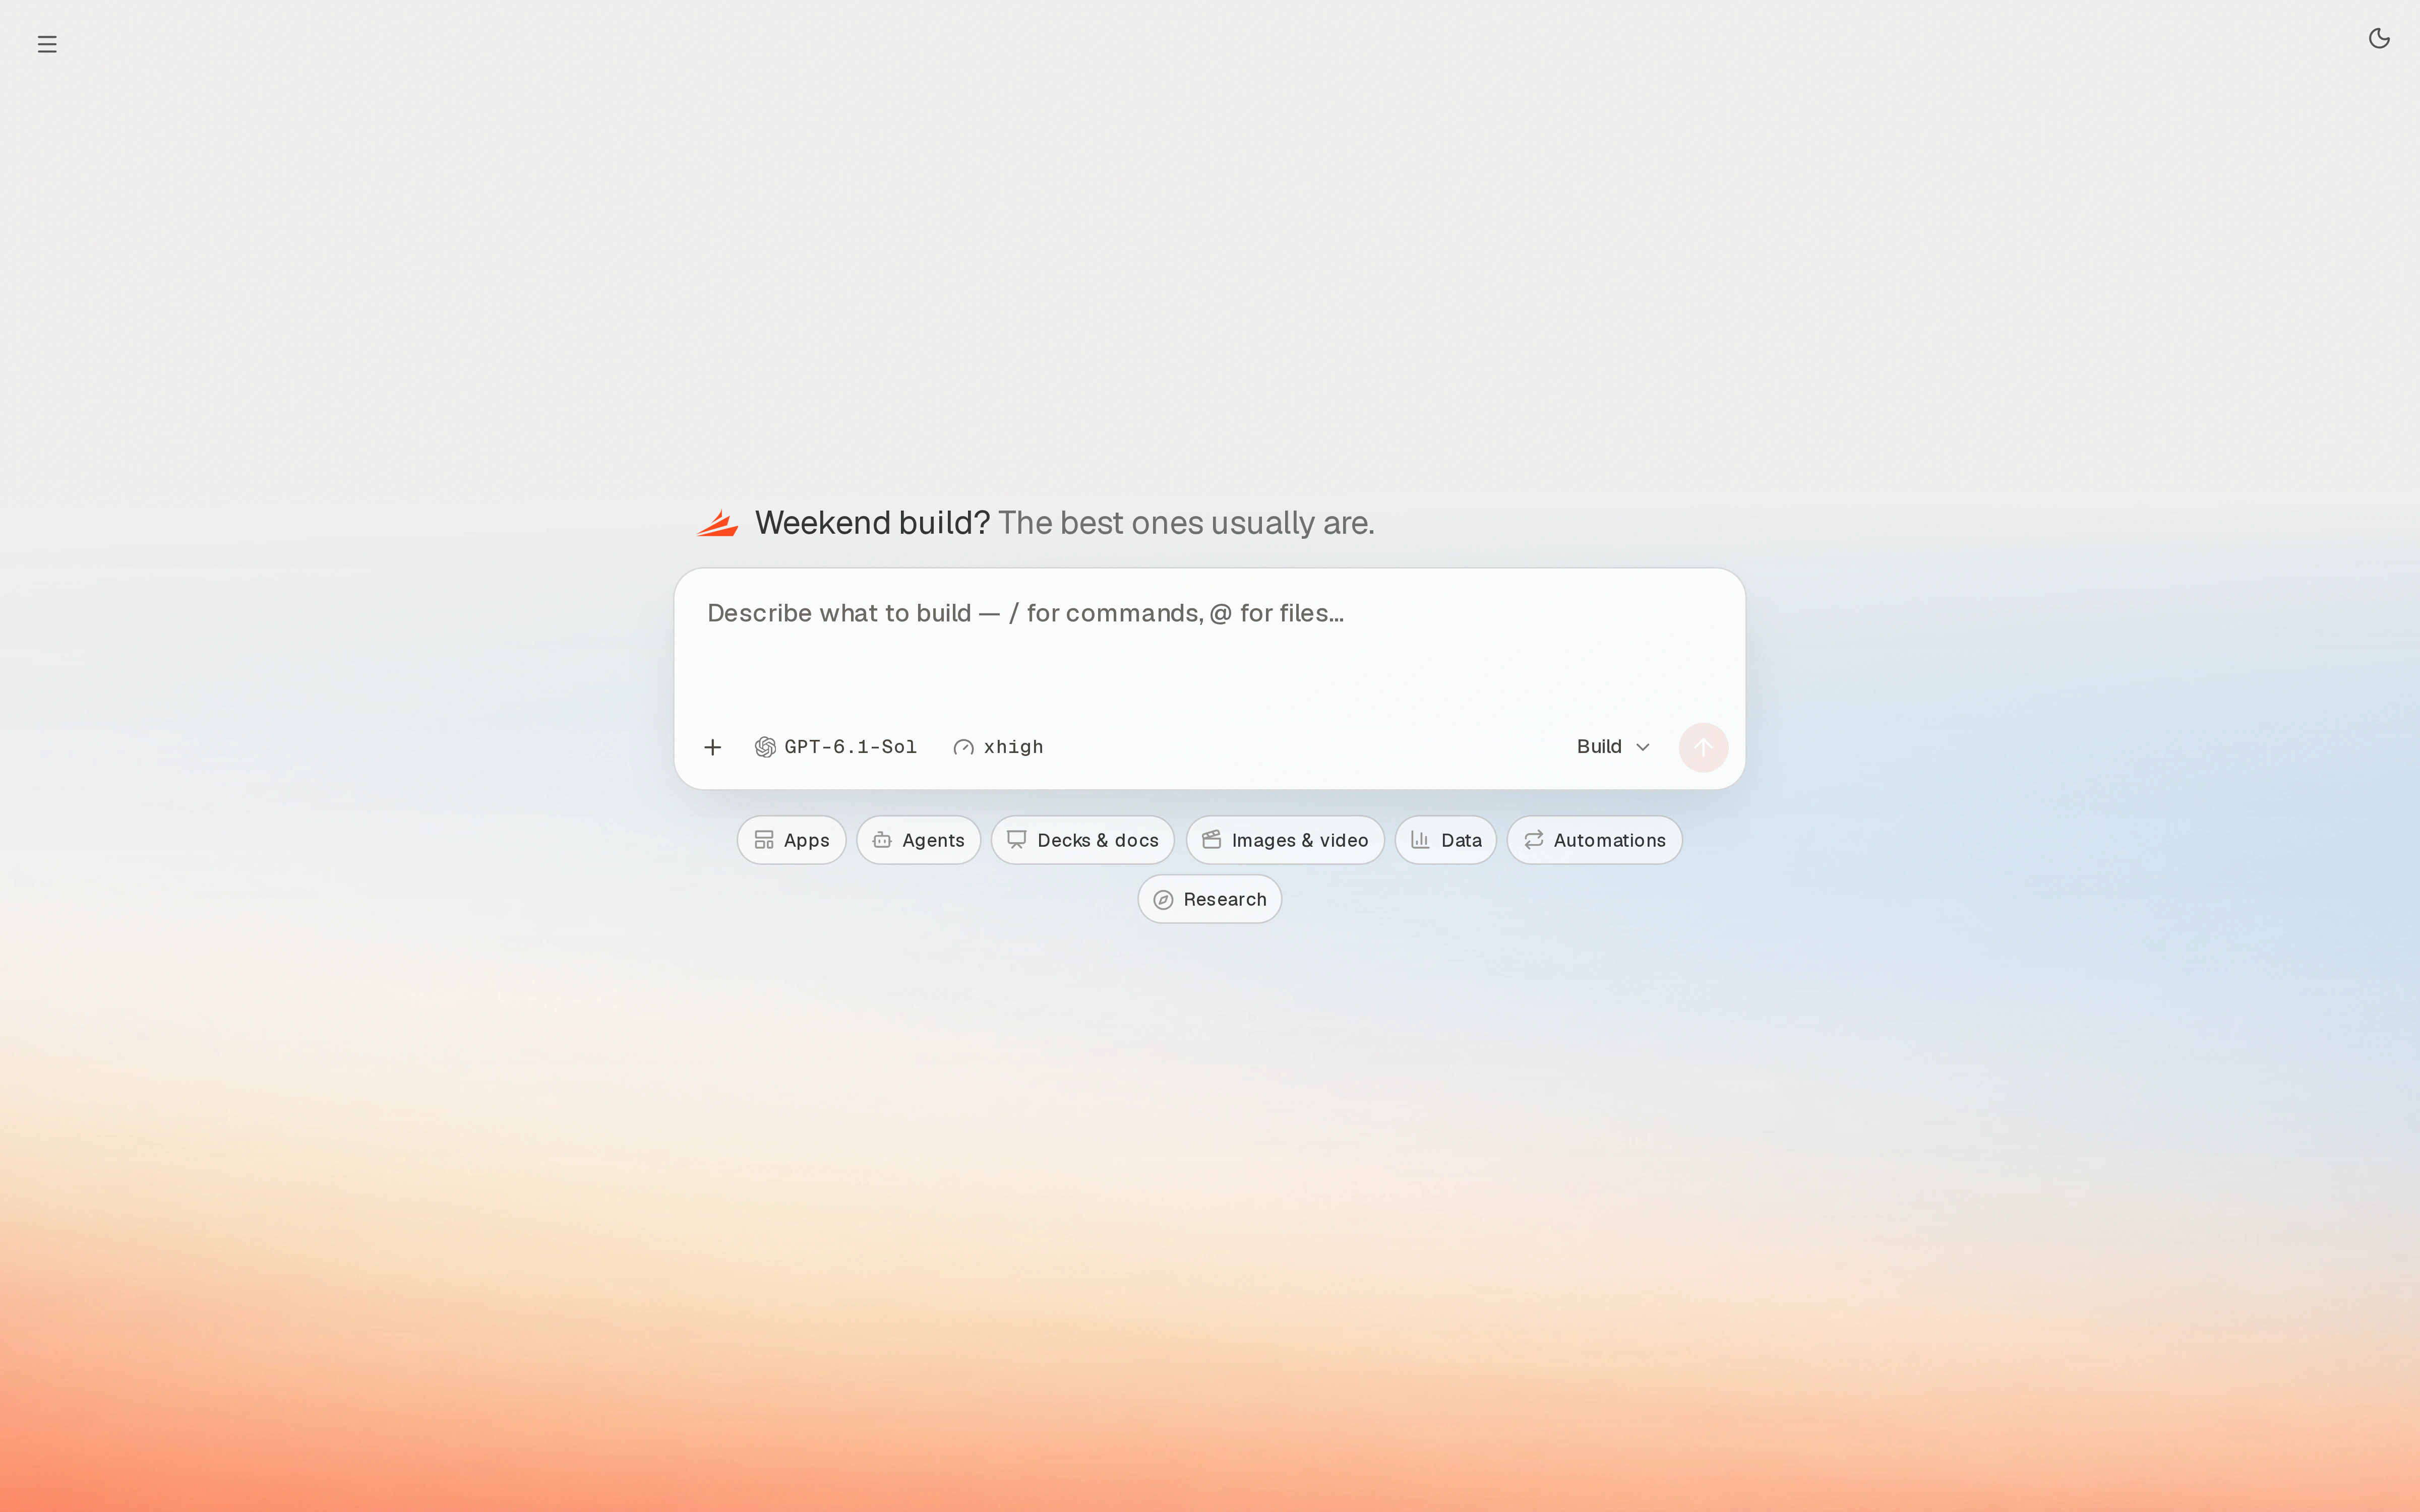 Weekend build? The best ones usually are.
Describe what to build — / for commands, @ for files...
GPT-6.1-Sol xhigh Build
Apps Agents Decks & docs Images & video Data Automations
Research